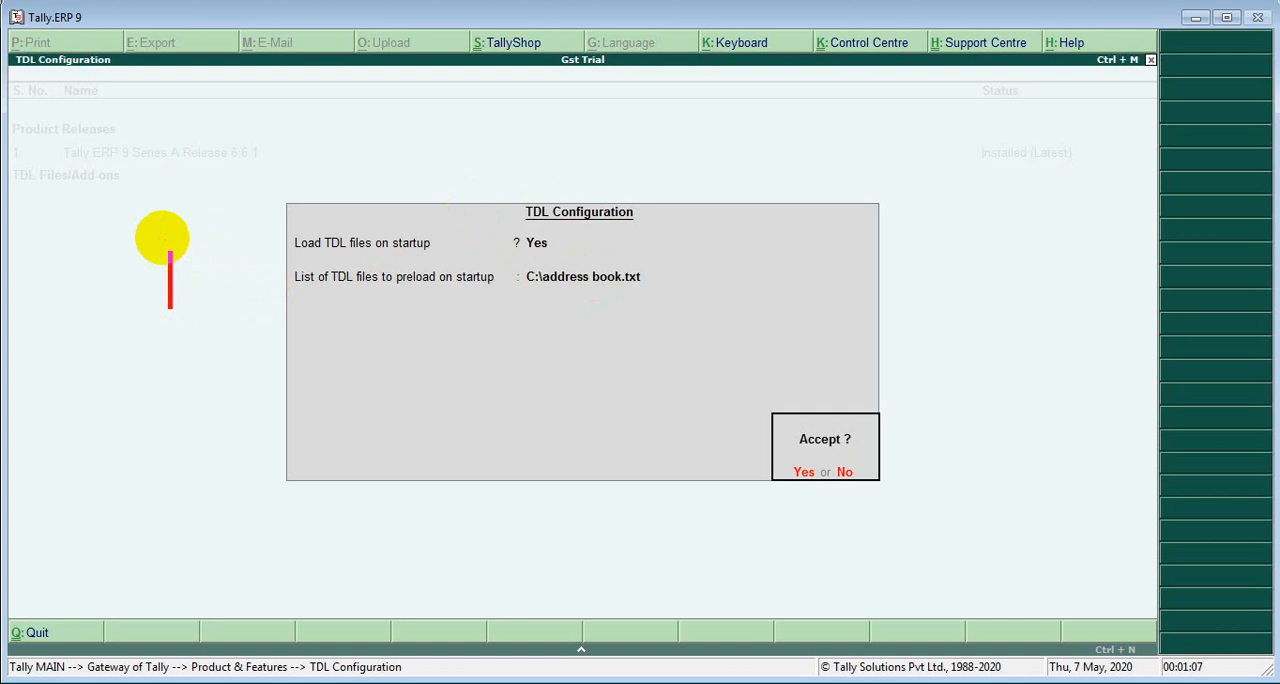 Tally.ERP 9
P: Print E: Export M: E-Mail O: Upload S: TallyShop G: Language K: Keyboard K: Control Centre H: Support Centre H: Help
TDL Configuration Gst Trial Ctrl + M
S. No. Name Status
Product Releases
1 Tally.ERP 9 Series A Release 6.6.1 Installed (Latest)
TDL Files/Add-ons
TDL Configuration
Load TDL files on startup ? Yes
List of TDL files to preload on startup : C:\address book.txt
Accept ?
Yes or No
Q: Quit
Ctrl + N
Tally MAIN --> Gateway of Tally --> Product & Features --> TDL Configuration © Tally Solutions Pvt Ltd., 1988-2020 Thu, 7 May, 2020 00:01:07